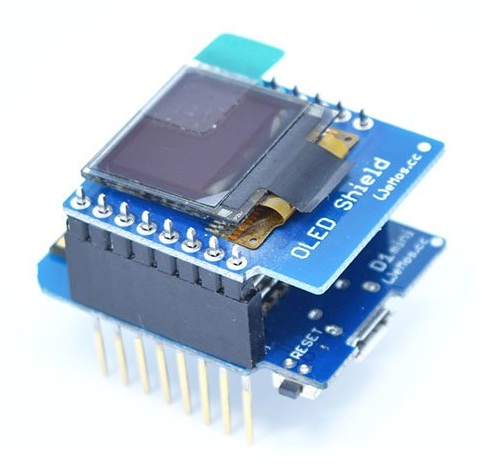 OLED Shield
WeMos.cc
D1 mini
WeMos.cc
RESET